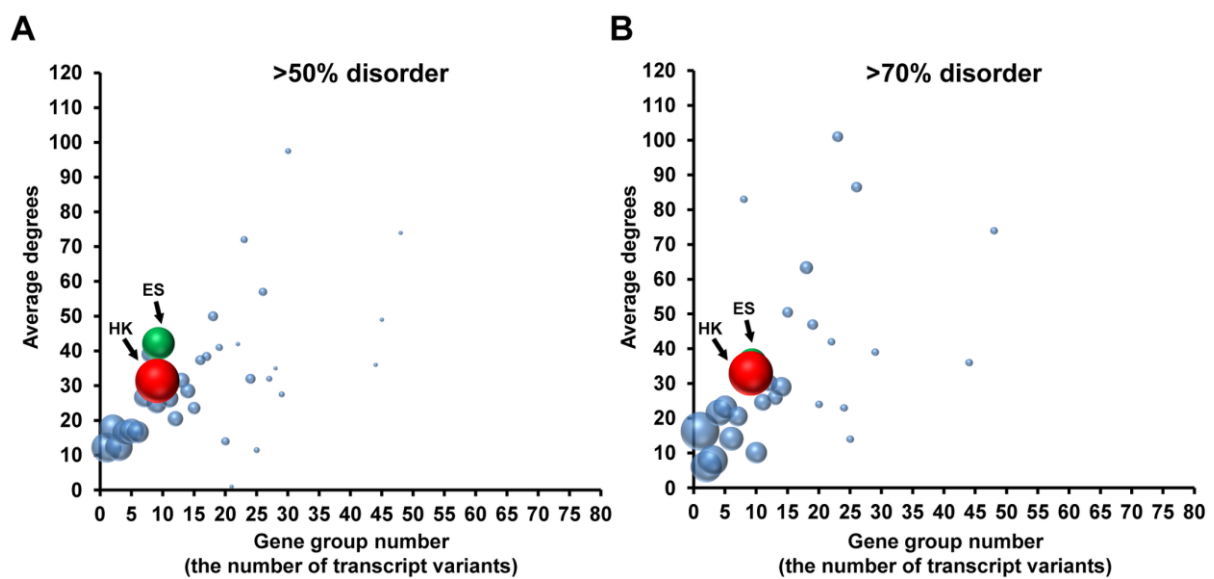 A
>50% disorder
120
110
100
90
80
70
60
50
40
30
20
10
0
Average degrees
ES
HK
0 5 10 15 20 25 30 35 40 45 50 55 60 65 70 75 80
Gene group number
(the number of transcript variants)
B
>70% disorder
120
110
100
90
80
70
60
50
40
30
20
10
0
Average degrees
ES
HK
0 5 10 15 20 25 30 35 40 45 50 55 60 65 70 75 80
Gene group number
(the number of transcript variants)